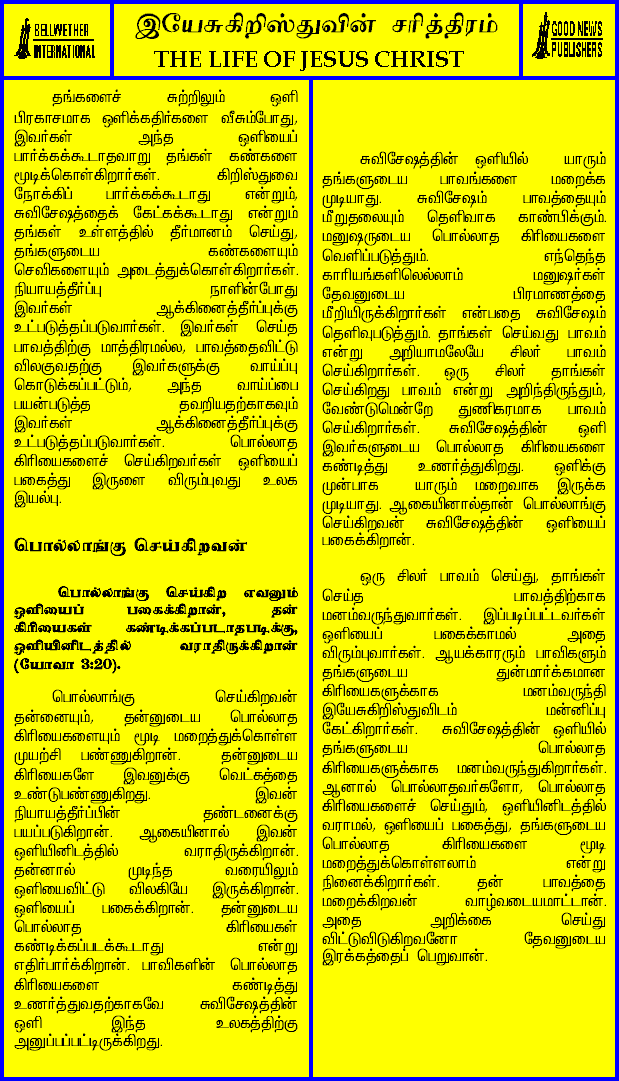 BELLWETHER
INTERNATIONAL
இயேசுகிறிஸ்துவின் சரித்திரம்
THE LIFE OF JESUS CHRIST
GOOD NEWS
PUBLISHERS
தங்களைச் சுற்றிலும் ஒளி
பிரகாசமாக ஒளிக்கதிர்களை வீசும்போது,
இவர்கள் அந்த ஒளியைப்
பார்க்கக்கூடாதவாறு தங்கள் கண்களை
மூடிக்கொள்கிறார்கள். கிறிஸ்துவை
நோக்கிப் பார்க்கக்கூடாது என்றும்,
சுவிசேஷத்தைக் கேட்கக்கூடாது என்றும்
தங்கள் உள்ளத்தில் தீர்மானம் செய்து,
தங்களுடைய கண்களையும்
செவிகளையும் அடைத்துக்கொள்கிறார்கள்.
நியாயத்தீர்ப்பு நாளின்போது
இவர்கள் ஆக்கினைத்தீர்ப்புக்கு
உட்படுத்தப்படுவார்கள். இவர்கள் செய்த
பாவத்திற்கு மாத்திரமல்ல, பாவத்தைவிட்டு
விலகுவதற்கு இவர்களுக்கு வாய்ப்பு
கொடுக்கப்பட்டும், அந்த வாய்ப்பை
பயன்படுத்த தவறியதற்காகவும்
இவர்கள் ஆக்கினைத்தீர்ப்புக்கு
உட்படுத்தப்படுவார்கள். பொல்லாத
கிரியைகளைச் செய்கிறவர்கள் ஒளியைப்
பகைத்து இருளை விரும்புவது உலக
இயல்பு.
பொல்லாங்கு செய்கிறவன்
பொல்லாங்கு செய்கிற எவனும்
ஒளியைப் பகைக்கிறான், தன்
கிரியைகள் கண்டிக்கப்படாதபடிக்கு,
ஒளியினிடத்தில் வராதிருக்கிறான்
(யோவா 3:20).
பொல்லாங்கு செய்கிறவன்
தன்னையும், தன்னுடைய பொல்லாத
கிரியைகளையும் மூடி மறைத்துக்கொள்ள
முயற்சி பண்ணுகிறான். தன்னுடைய
கிரியைகளே இவனுக்கு வெட்கத்தை
உண்டுபண்ணுகிறது. இவன்
நியாயத்தீர்ப்பின் தண்டனைக்கு
பயப்படுகிறான். ஆகையினால் இவன்
ஒளியினிடத்தில் வராதிருக்கிறான்.
தன்னால் முடிந்த வரையிலும்
ஒளியைவிட்டு விலகியே இருக்கிறான்.
ஒளியைப் பகைக்கிறான். தன்னுடைய
பொல்லாத கிரியைகள்
கண்டிக்கப்படக்கூடாது என்று
எதிர்பார்க்கிறான். பாவிகளின் பொல்லாத
கிரியைகளை கண்டித்து
உணர்த்துவதற்காகவே சுவிசேஷத்தின்
ஒளி இந்த உலகத்திற்கு
அனுப்பப்பட்டிருக்கிறது.
சுவிசேஷத்தின் ஒளியில் யாரும்
தங்களுடைய பாவங்களை மறைக்க
முடியாது. சுவிசேஷம் பாவத்தையும்
மீறுதலையும் தெளிவாக காண்பிக்கும்.
மனுஷருடைய பொல்லாத கிரியைகளை
வெளிப்படுத்தும். எந்தெந்த
காரியங்களிலெல்லாம் மனுஷர்கள்
தேவனுடைய பிரமாணத்தை
மீறியிருக்கிறார்கள் என்பதை சுவிசேஷம்
தெளிவுபடுத்தும். தாங்கள் செய்வது பாவம்
என்று அறியாமலேயே சிலர் பாவம்
செய்கிறார்கள். ஒரு சிலர் தாங்கள்
செய்கிறது பாவம் என்று அறிந்திருந்தும்,
வேண்டுமென்றே துணிகரமாக பாவம்
செய்கிறார்கள். சுவிசேஷத்தின் ஒளி
இவர்களுடைய பொல்லாத கிரியைகளை
கண்டித்து உணர்த்துகிறது. ஒளிக்கு
முன்பாக யாரும் மறைவாக இருக்க
முடியாது. ஆகையினால்தான் பொல்லாங்கு
செய்கிறவன் சுவிசேஷத்தின் ஒளியைப்
பகைக்கிறான்.
ஒரு சிலர் பாவம் செய்து, தாங்கள்
செய்த பாவத்திற்காக
மனம்வருந்துவார்கள். இப்படிப்பட்டவர்கள்
ஒளியைப் பகைக்காமல் அதை
விரும்புவார்கள். ஆயக்காரரும் பாவிகளும்
தங்களுடைய துன்மார்க்கமான
கிரியைகளுக்காக மனம்வருந்தி
இயேசுகிறிஸ்துவிடம் மன்னிப்பு
கேட்கிறார்கள். சுவிசேஷத்தின் ஒளியில்
தங்களுடைய பொல்லாத
கிரியைகளுக்காக மனம்வருந்துகிறார்கள்.
ஆனால் பொல்லாதவர்களோ, பொல்லாத
கிரியைகளைச் செய்தும், ஒளியினிடத்தில்
வராமல், ஒளியைப் பகைத்து, தங்களுடைய
பொல்லாத கிரியைகளை மூடி
மறைத்துக்கொள்ளலாம் என்று
நினைக்கிறார்கள். தன் பாவத்தை
மறைக்கிறவன் வாழ்வடையமாட்டான்.
அதை அறிக்கை செய்து
விட்டுவிடுகிறவனோ தேவனுடைய
இரக்கத்தைப் பெறுவான்.